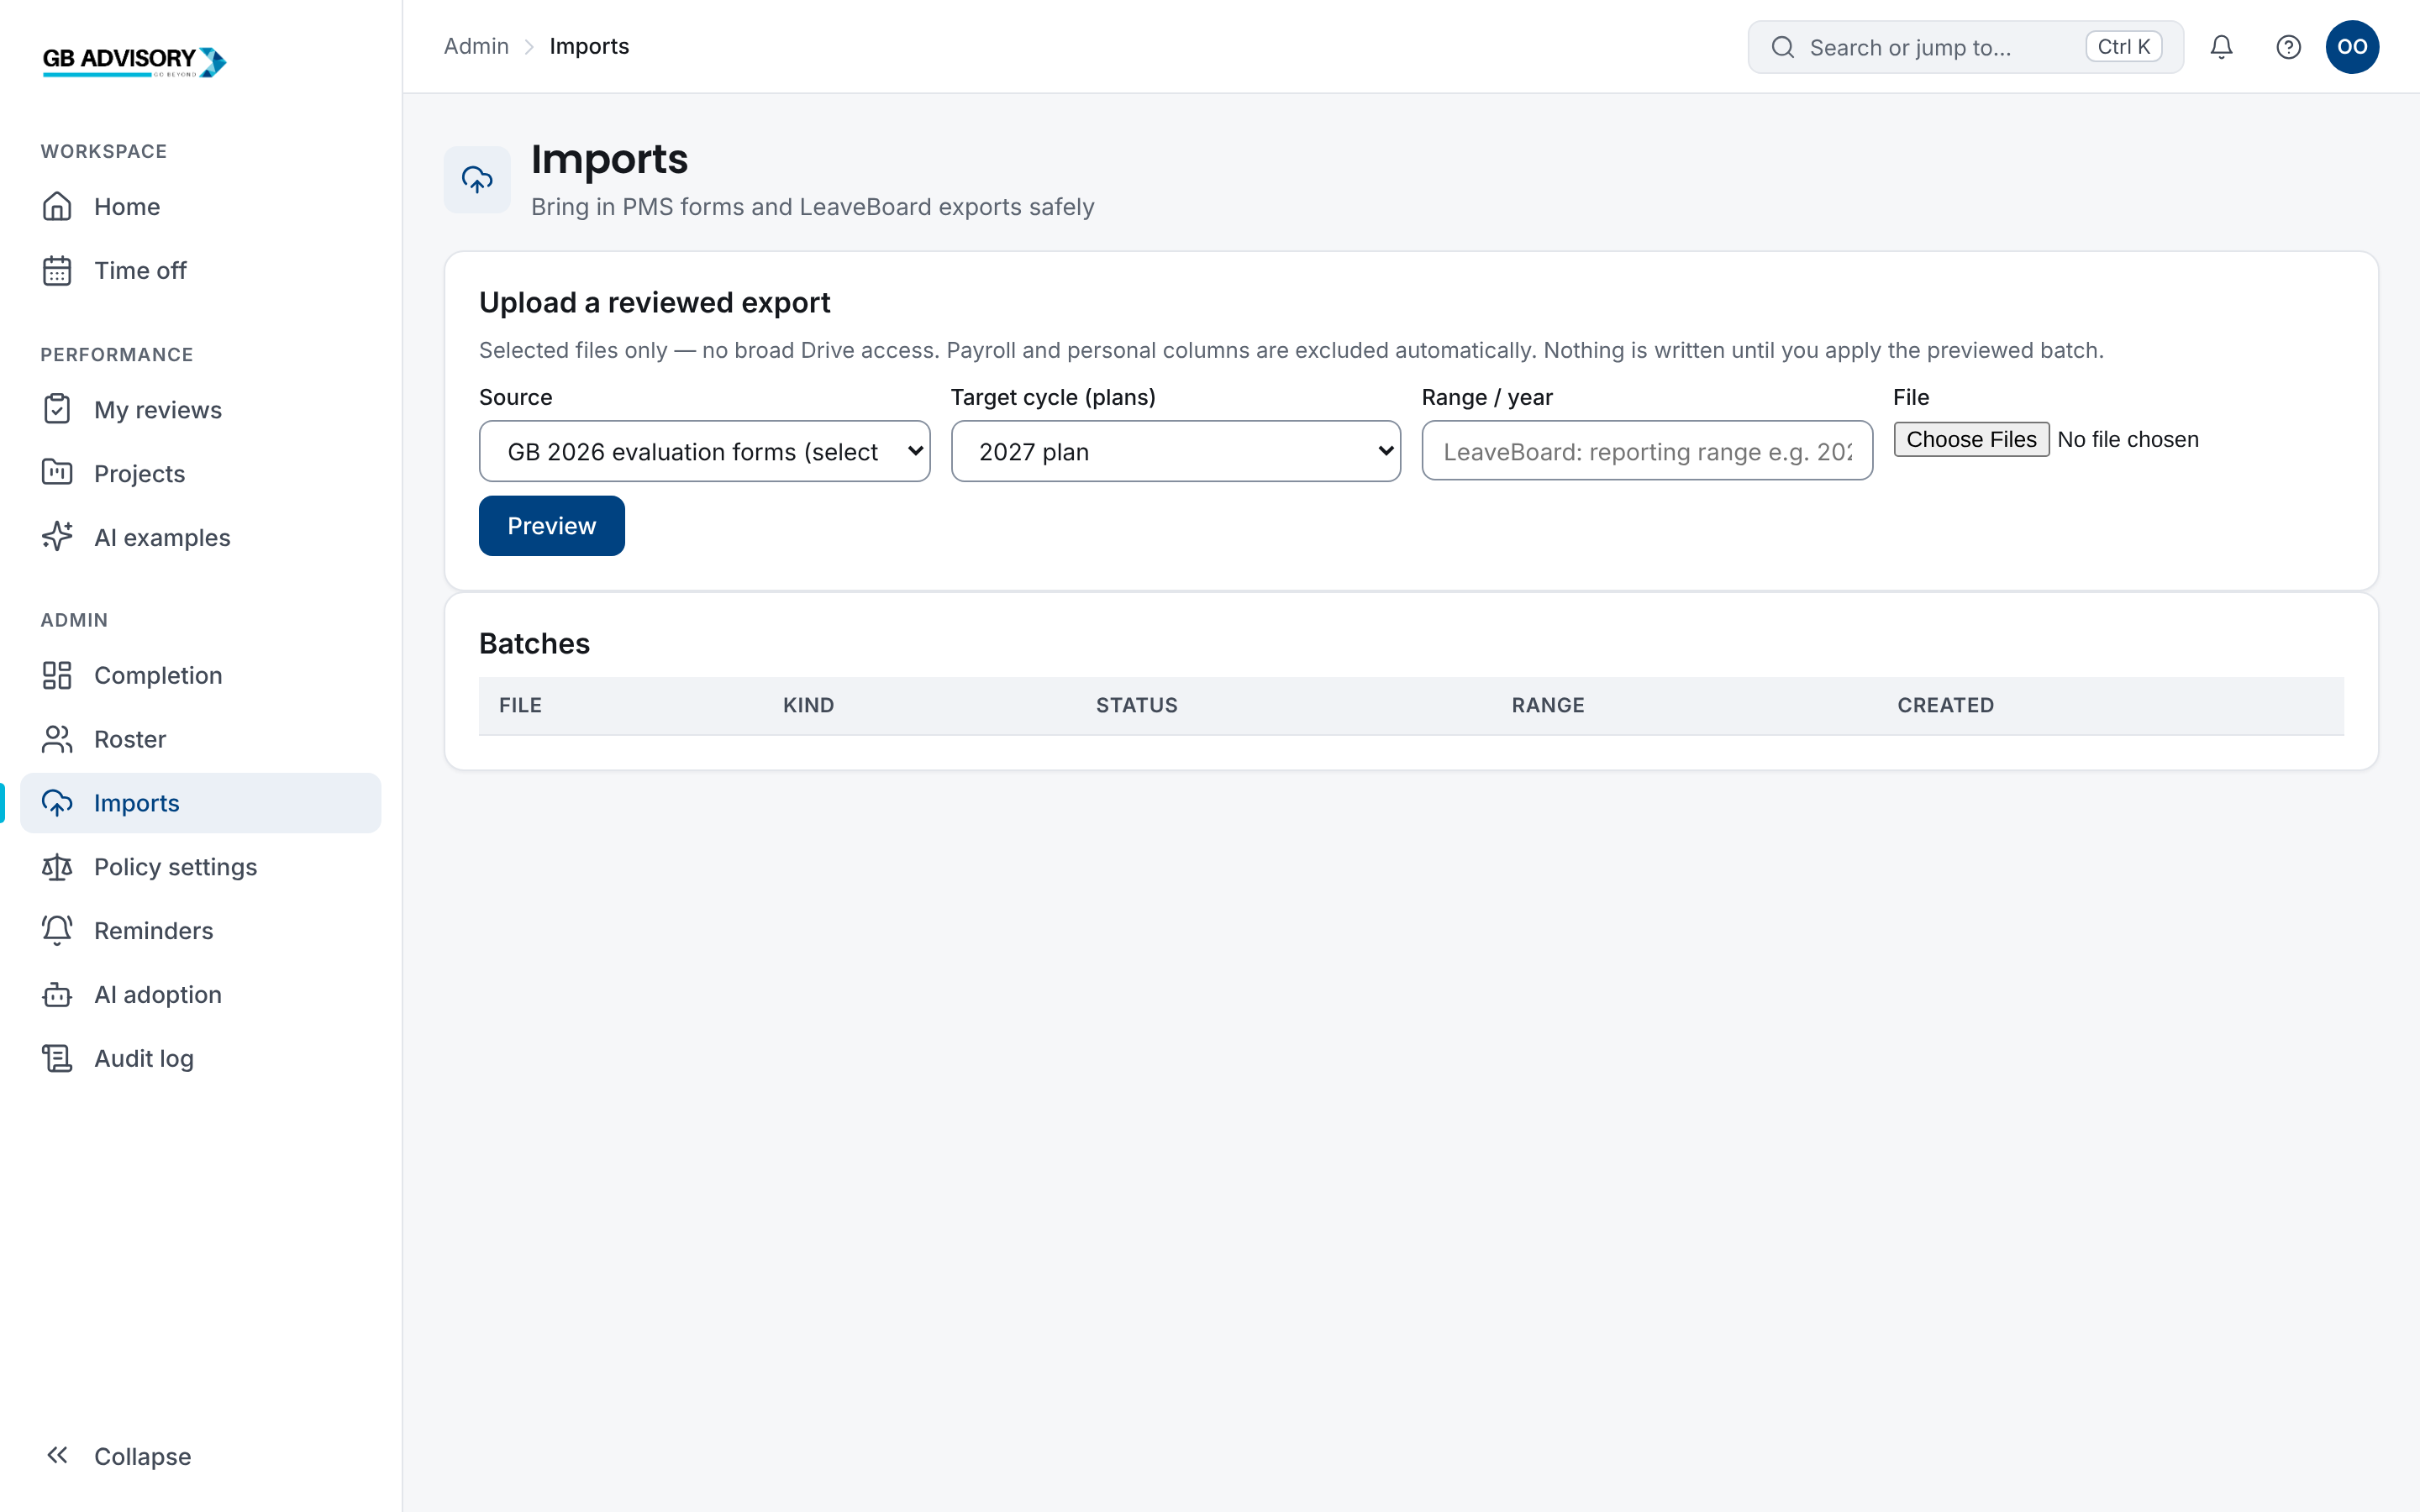 GB ADVISORY
GO BEYOND
Admin
Imports
Search or jump to...
Ctrl K
OO
WORKSPACE
Home
Time off
PERFORMANCE
My reviews
Projects
AI examples
ADMIN
Completion
Roster
Imports
Policy settings
Reminders
AI adoption
Audit log
Collapse
Imports
Bring in PMS forms and LeaveBoard exports safely
Upload a reviewed export
Selected files only — no broad Drive access. Payroll and personal columns are excluded automatically. Nothing is written until you apply the previewed batch.
Source
Target cycle (plans)
Range / year
File
GB 2026 evaluation forms (select
2027 plan
LeaveBoard: reporting range e.g. 202
Choose Files No file chosen
Preview
Batches
FILE
KIND
STATUS
RANGE
CREATED